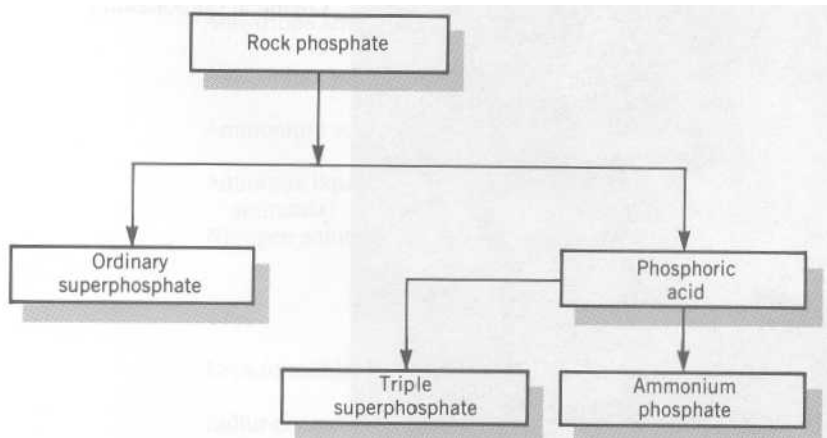 Rock phosphate
Ordinary
superphosphate
Phosphoric
acid
Triple
superphosphate
Ammonium
phosphate